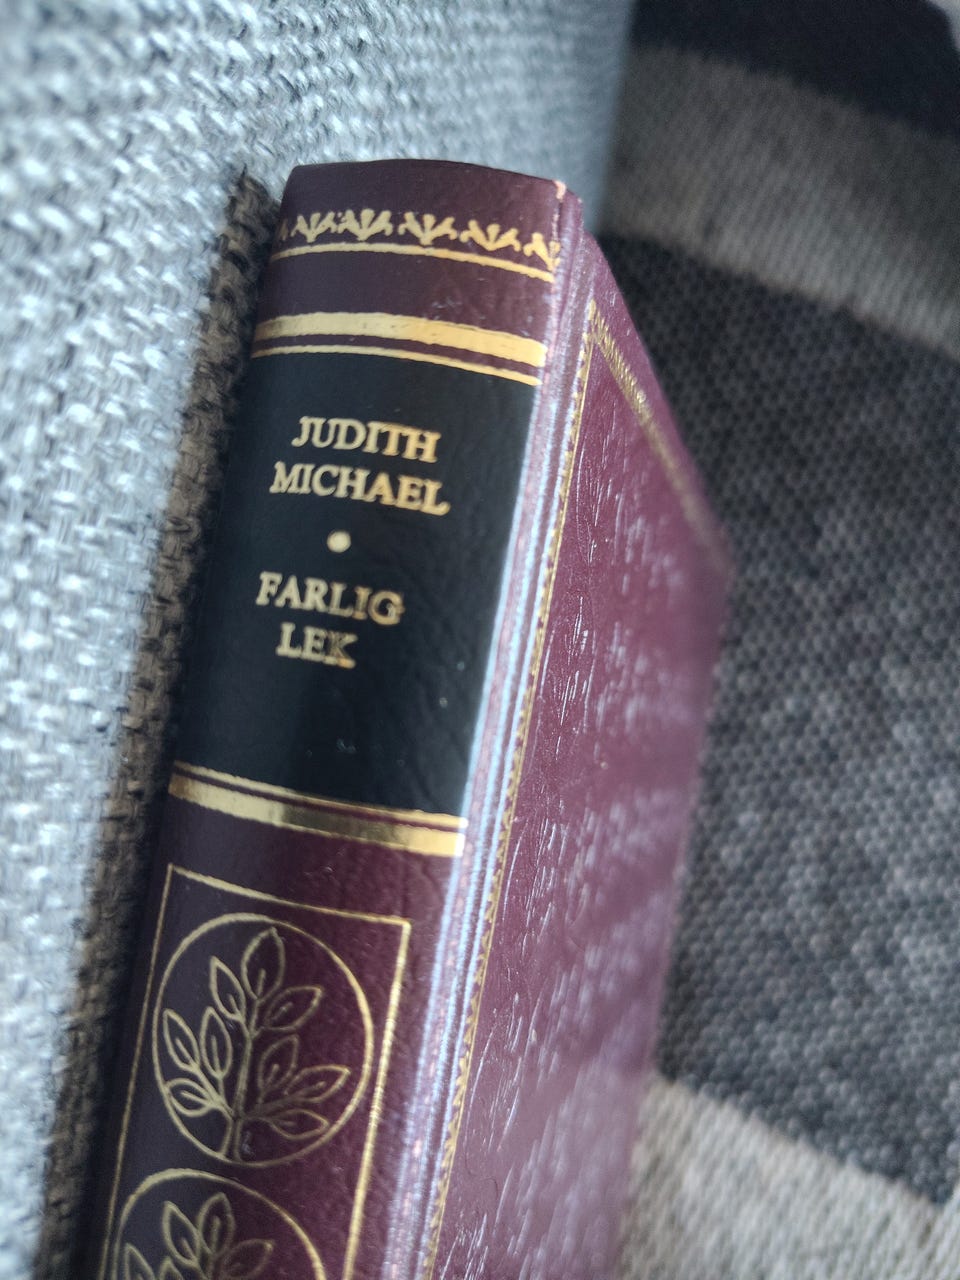 JUDITH
MICHAEL
•
FARLIG
LEK